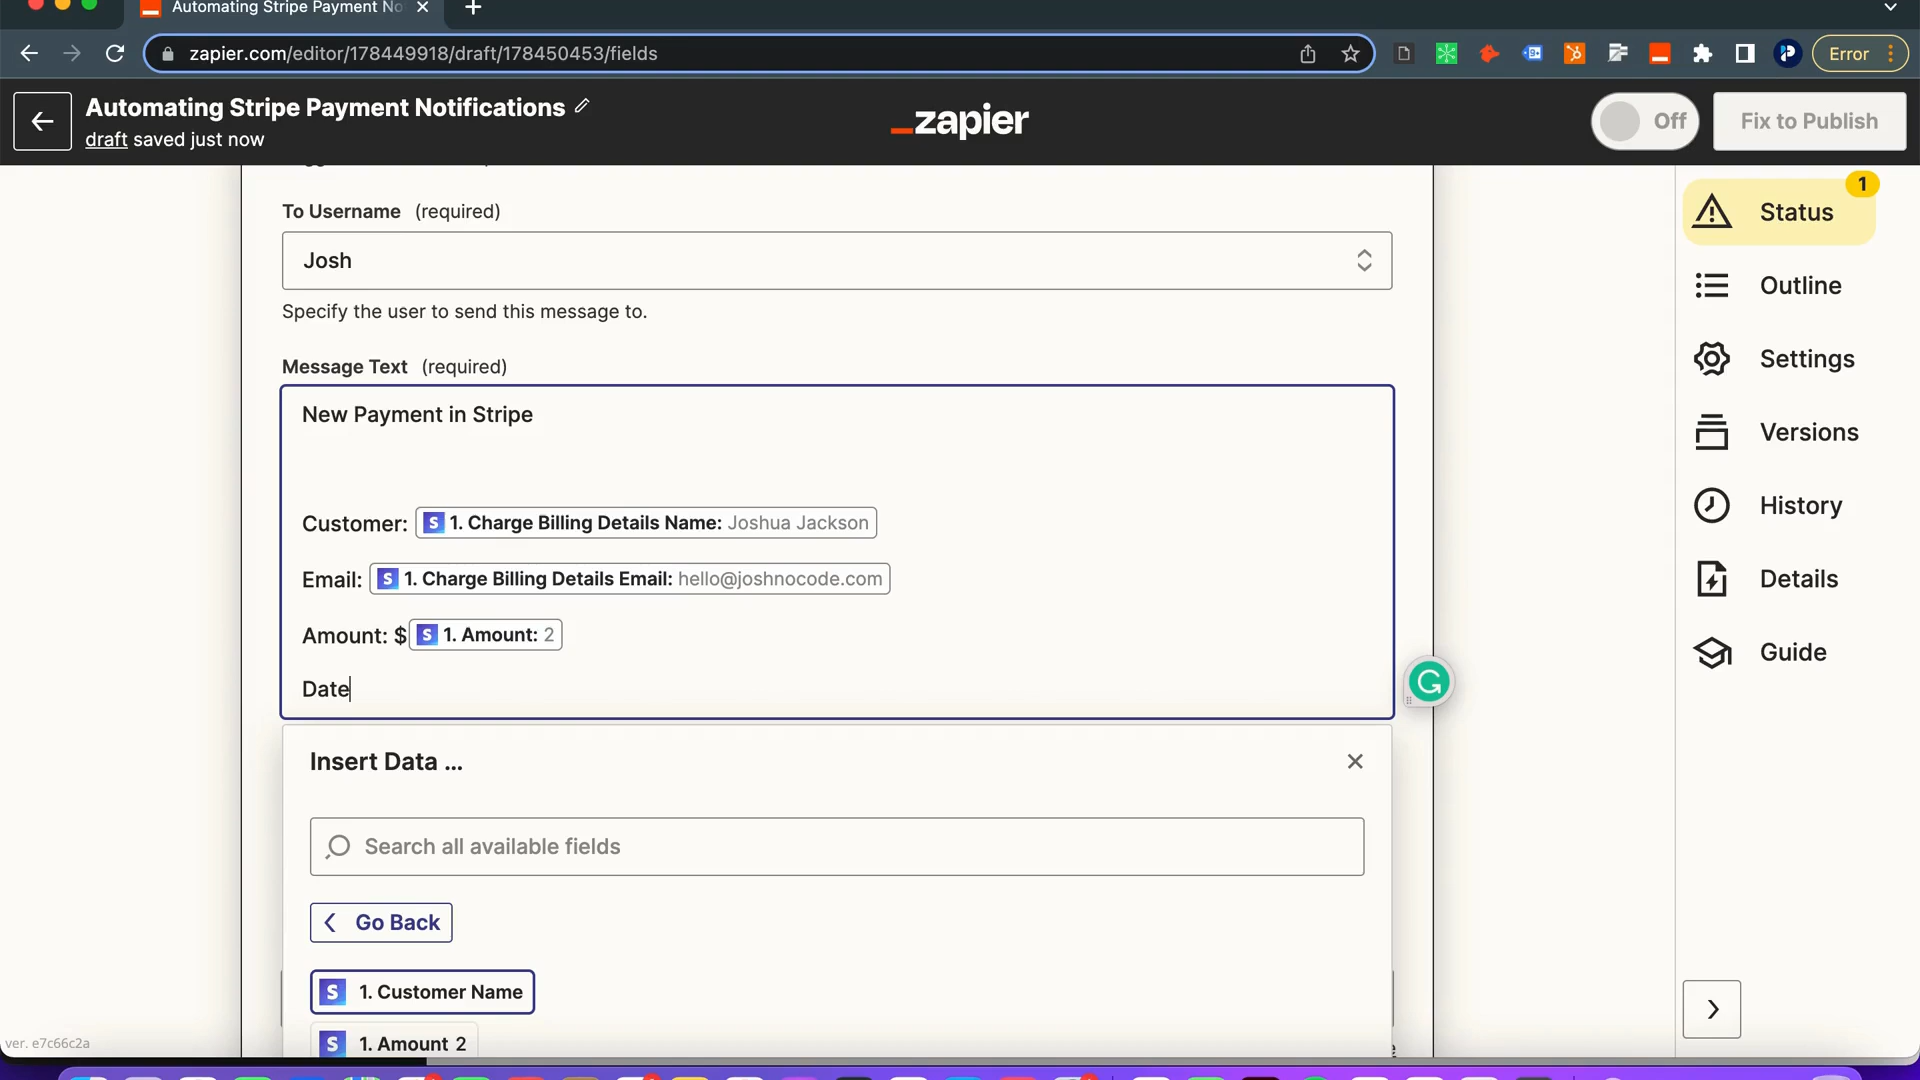 Automating Stripe Payment No
zapier.com/editor/178449918/draft/178450453/fields
Error
Automating Stripe Payment Notifications
draft saved just now
_zapier
Off
Fix to Publish
To Username (required)
Josh
Specify the user to send this message to.
Message Text (required)
New Payment in Stripe
Customer: S 1. Charge Billing Details Name: Joshua Jackson
Email: S 1. Charge Billing Details Email: hello@joshnocode.com
Amount: $ S 1. Amount: 2
Date
Insert Data ...
Search all available fields
Go Back
S 1. Customer Name
S 1. Amount 2
1
Status
Outline
Settings
Versions
History
Details
Guide
ver. e7c66c2a